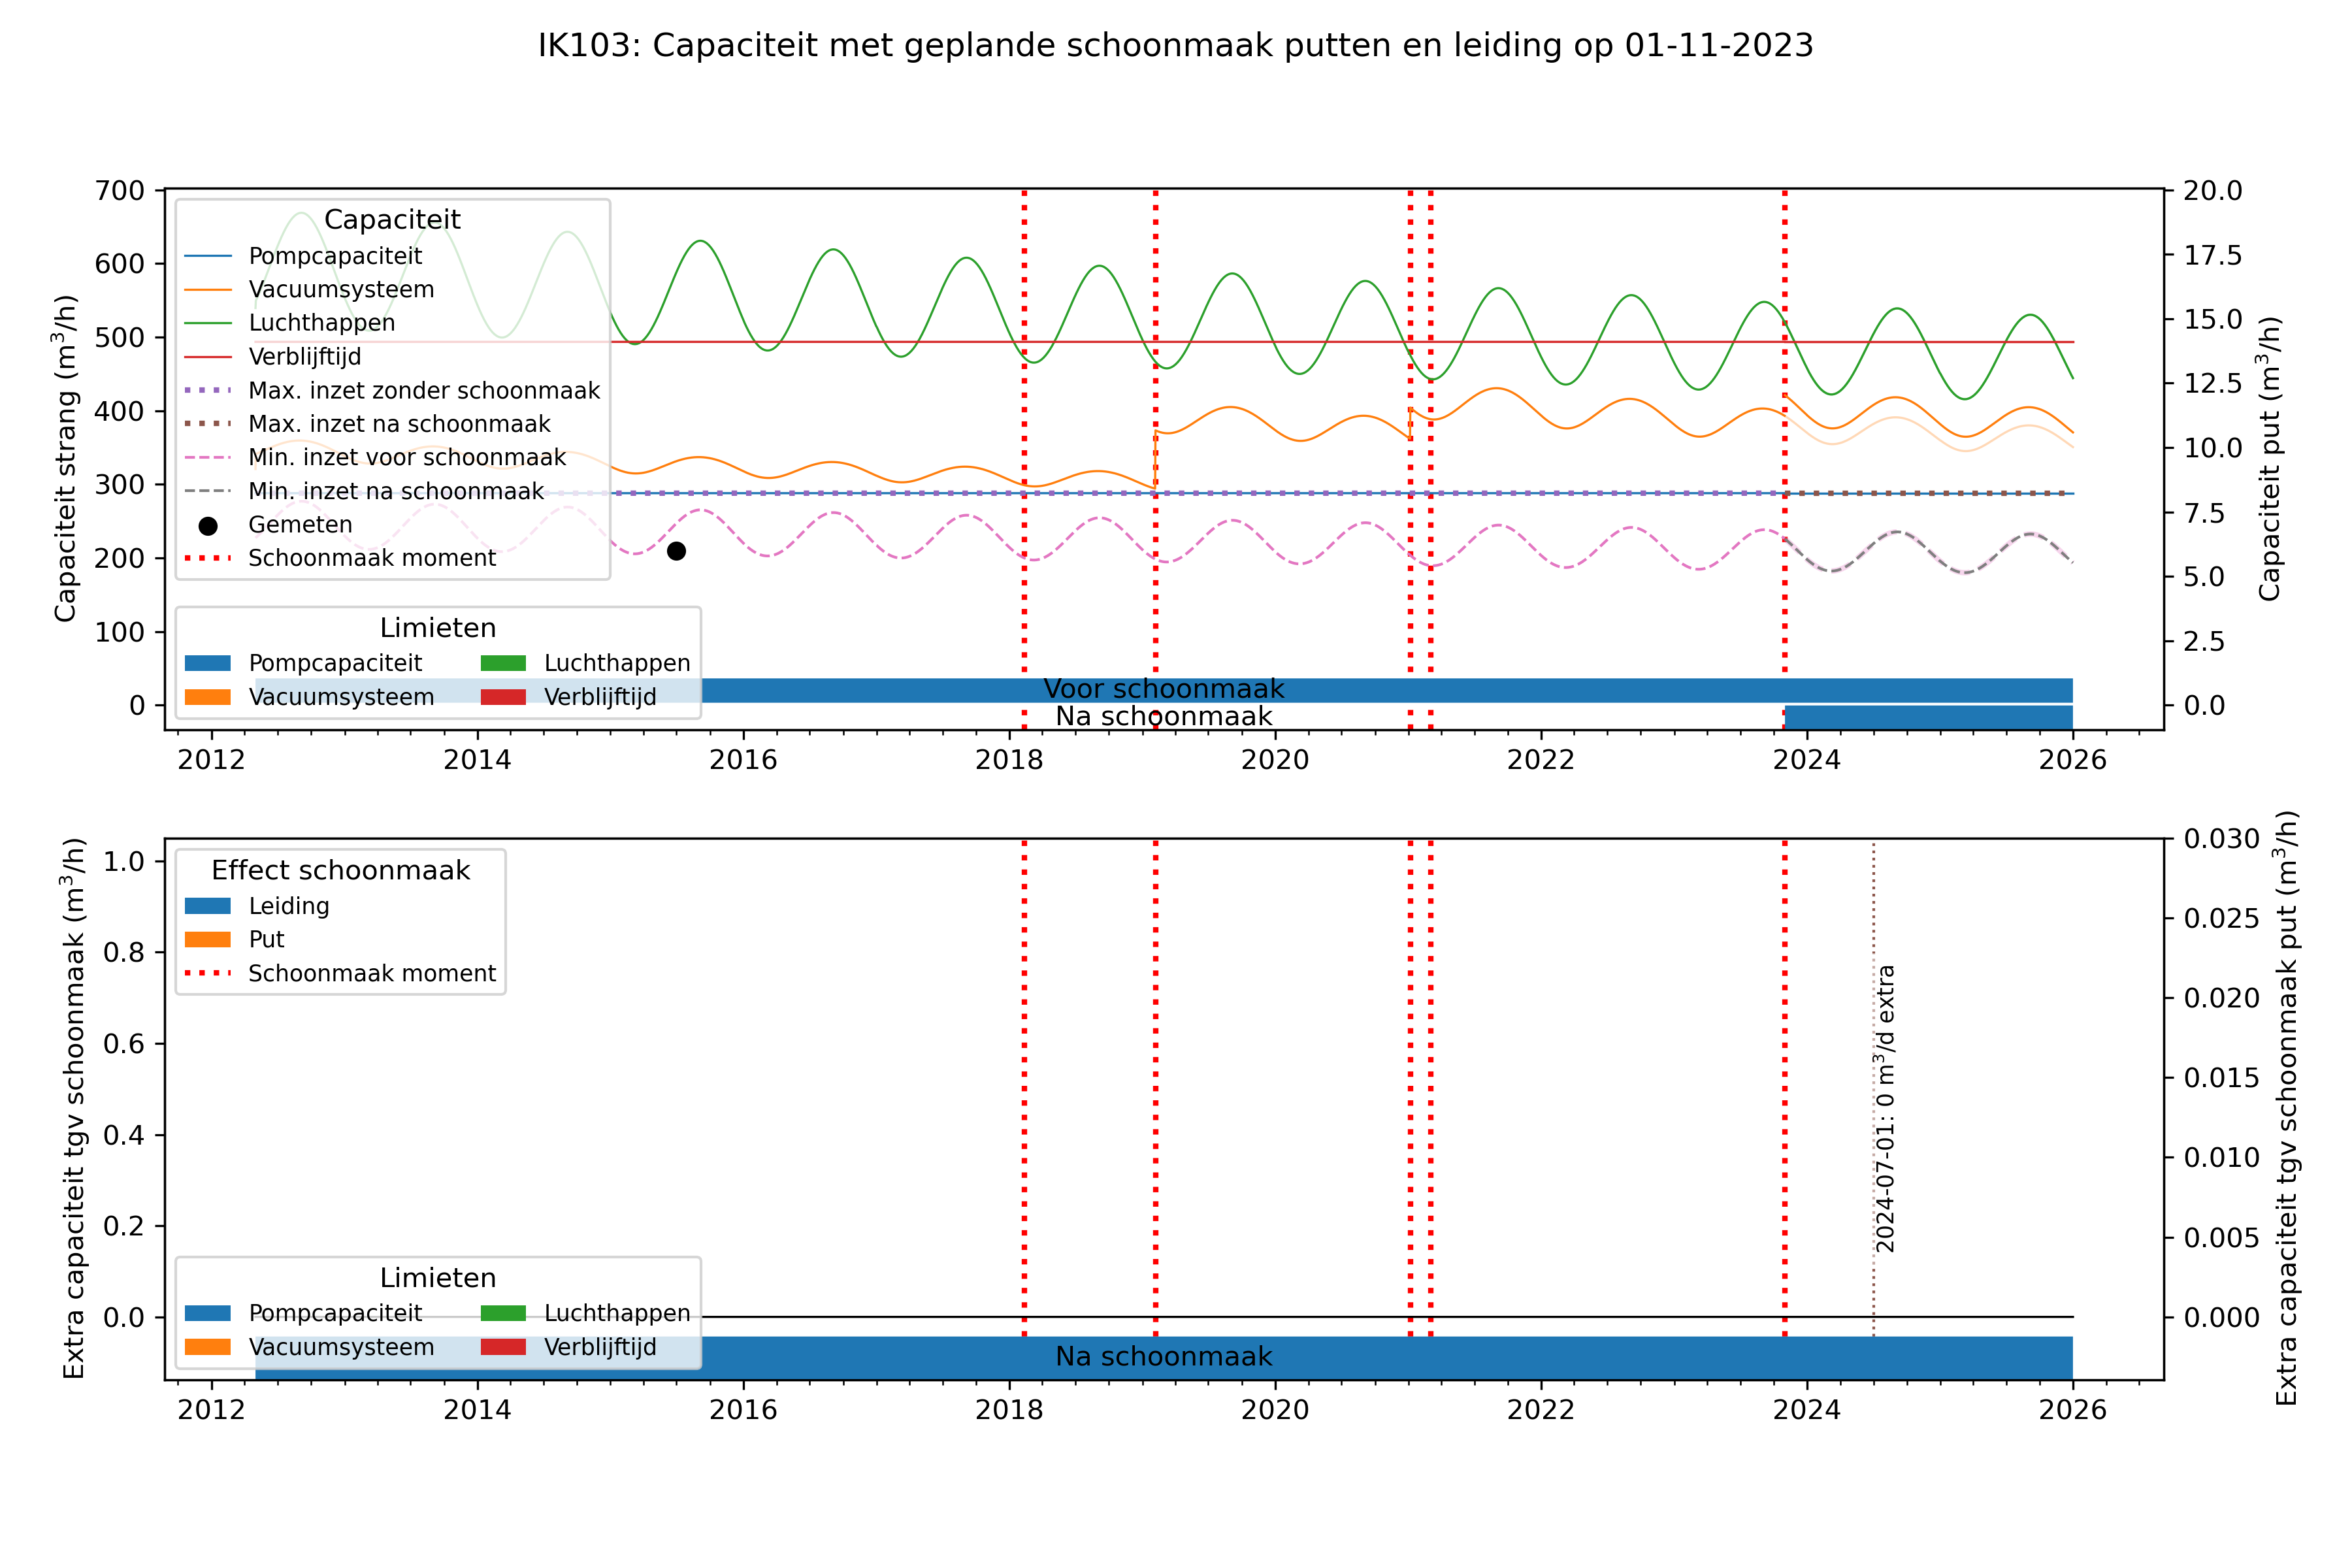 IK103: Capaciteit met geplande schoonmaak putten en leiding op 01-11-2023
Capaciteit strang (m³/h)
700
600
500
400
300
200
100
0
Capaciteit
Pompcapaciteit
Vacuumsysteem
Luchthappen
Verblijftijd
Max. inzet zonder schoonmaak
Max. inzet na schoonmaak
Min. inzet voor schoonmaak
Min. inzet na schoonmaak
Gemeten
Schoonmaak moment
Limieten
Pompcapaciteit Luchthappen
Vacuumsysteem Verblijftijd
Voor schoonmaak
Na schoonmaak
20.0
17.5
15.0
12.5
10.0
7.5
5.0
2.5
0.0
Capaciteit put (m³/h)
2012 2014 2016 2018 2020 2022 2024 2026
Extra capaciteit tgv schoonmaak (m³/h)
1.0
0.8
0.6
0.4
0.2
0.0
Effect schoonmaak
Leiding
Put
Schoonmaak moment
2024-07-01: 0 m³/d extra
Limieten
Pompcapaciteit Luchthappen
Vacuumsysteem Verblijftijd
Na schoonmaak
0.030
0.025
0.020
0.015
0.010
0.005
0.000
Extra capaciteit tgv schoonmaak put (m³/h)
2012 2014 2016 2018 2020 2022 2024 2026